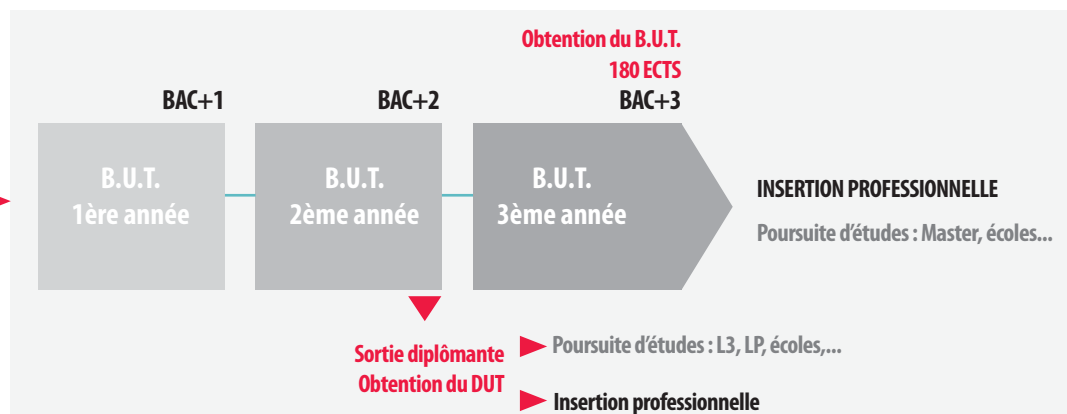 Obtention du B.U.T.
180 ECTS
BAC+1
BAC+2
BAC+3
B.U.T.
1ère année
B.U.T.
2ème année
B.U.T.
3ème année
INSERTION PROFESSIONNELLE
Poursuite d'études : Master, écoles...
Sortie diplômante
Obtention du DUT
Poursuite d'études : L3, LP, écoles,...
Insertion professionnelle